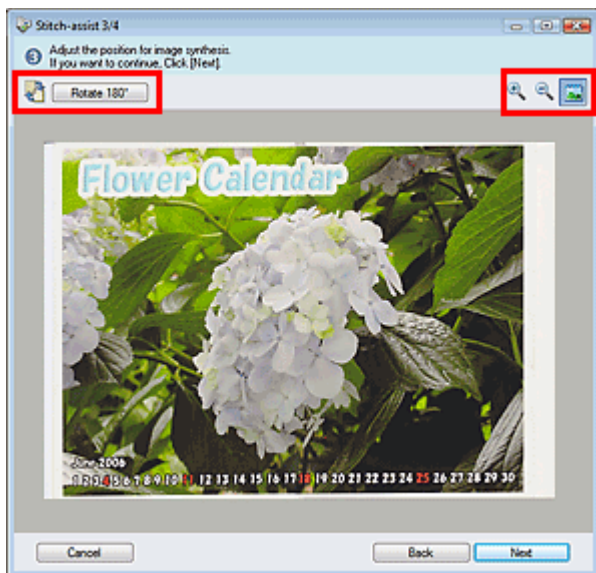 Stitch-assist 3/4
3 Adjust the position for image synthesis.
If you want to continue, Click [Next].
Rotate 180°
Flower Calendar
June 2006
1 2 3 4 5 6 7 8 9 10 11 12 13 14 15 16 17 18 19 20 21 22 23 24 25 26 27 28 29 30
Cancel Back Next